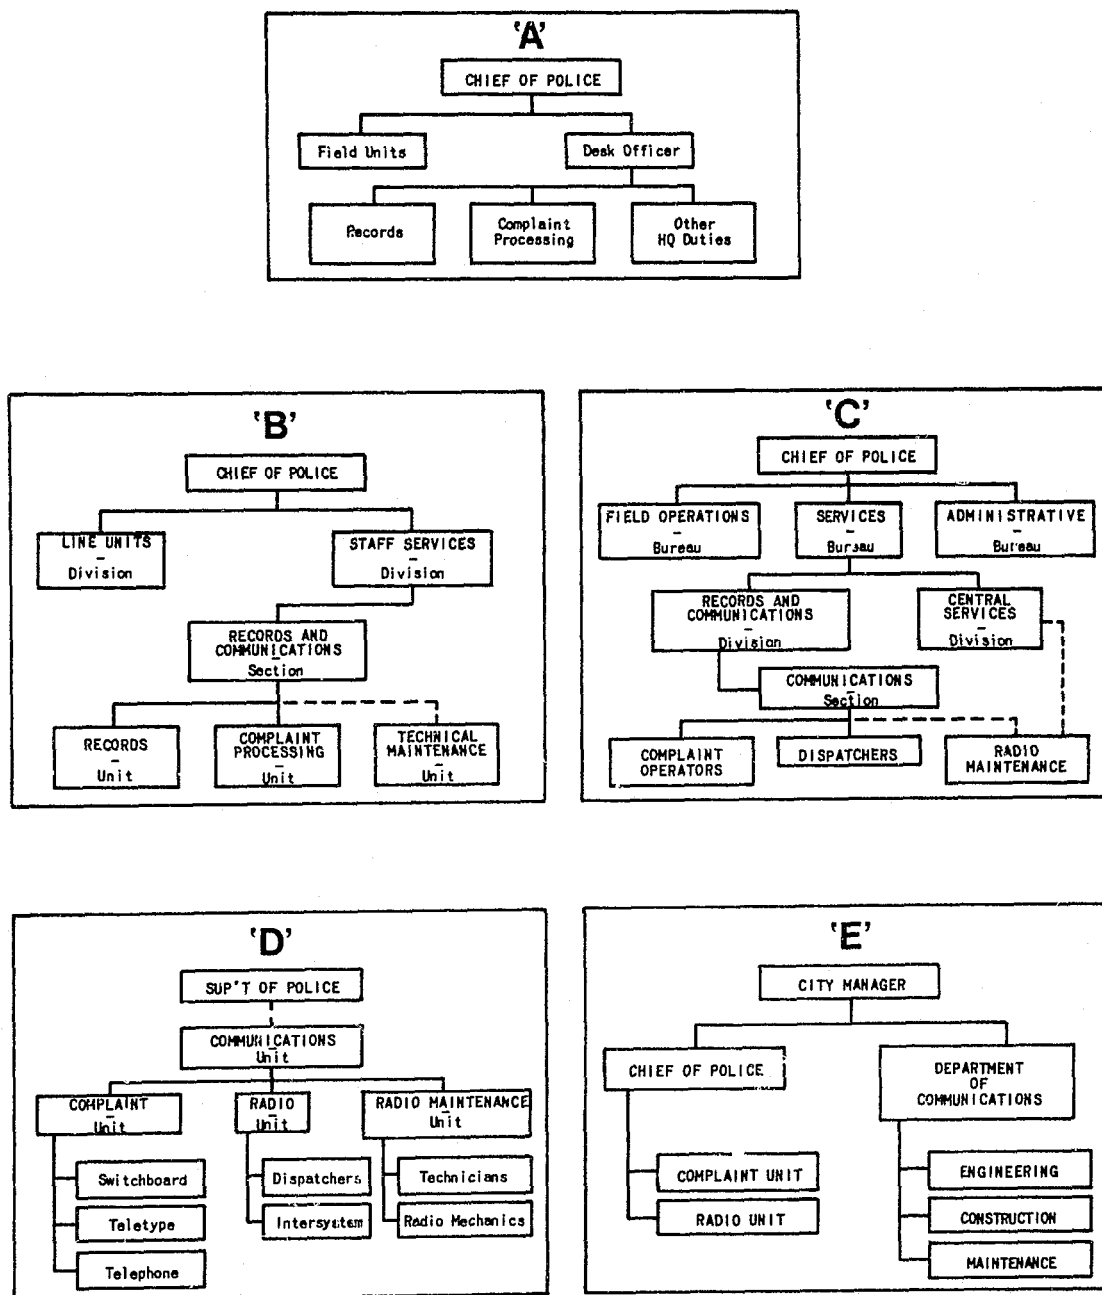 'A'
CHIEF OF POLICE
Field Units
Desk Officer
Records
Complaint
Processing
Other
HQ Duties
'B'
CHIEF OF POLICE
LINE UNITS
–
Division
STAFF SERVICES
–
Division
RECORDS AND
COMMUNICATIONS
–
Section
RECORDS
–
Unit
COMPLAINT
PROCESSING
–
Unit
TECHNICAL
MAINTENANCE
–
Unit
'C'
CHIEF OF POLICE
FIELD OPERATIONS
–
Bureau
SERVICES
–
Bureau
ADMINISTRATIVE
–
Bureau
RECORDS AND
COMMUNICATIONS
–
Division
CENTRAL
SERVICES
–
Division
COMMUNICATIONS
–
Section
COMPLAINT
OPERATORS
DISPATCHERS
RADIO
MAINTENANCE
'D'
SUP'T OF POLICE
COMMUNICATIONS
–
Unit
COMPLAINT
–
Unit
RADIO
–
Unit
RADIO MAINTENANCE
–
Unit
Switchboard
Teletype
Telephone
Dispatchers
Intersystem
Technicians
Radio Mechanics
'E'
CITY MANAGER
CHIEF OF POLICE
DEPARTMENT
OF
COMMUNICATIONS
COMPLAINT UNIT
RADIO UNIT
ENGINEERING
CONSTRUCTION
MAINTENANCE